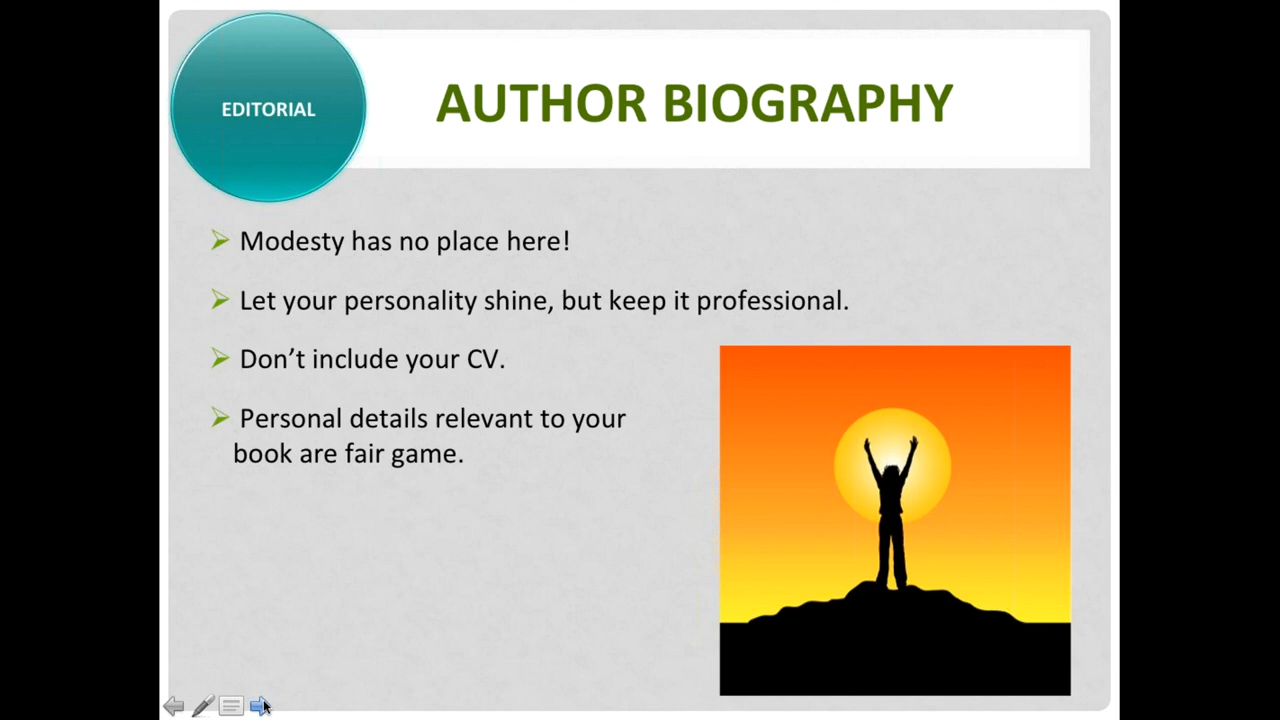 EDITORIAL
AUTHOR BIOGRAPHY
Modesty has no place here!
Let your personality shine, but keep it professional.
Don’t include your CV.
Personal details relevant to your
book are fair game.